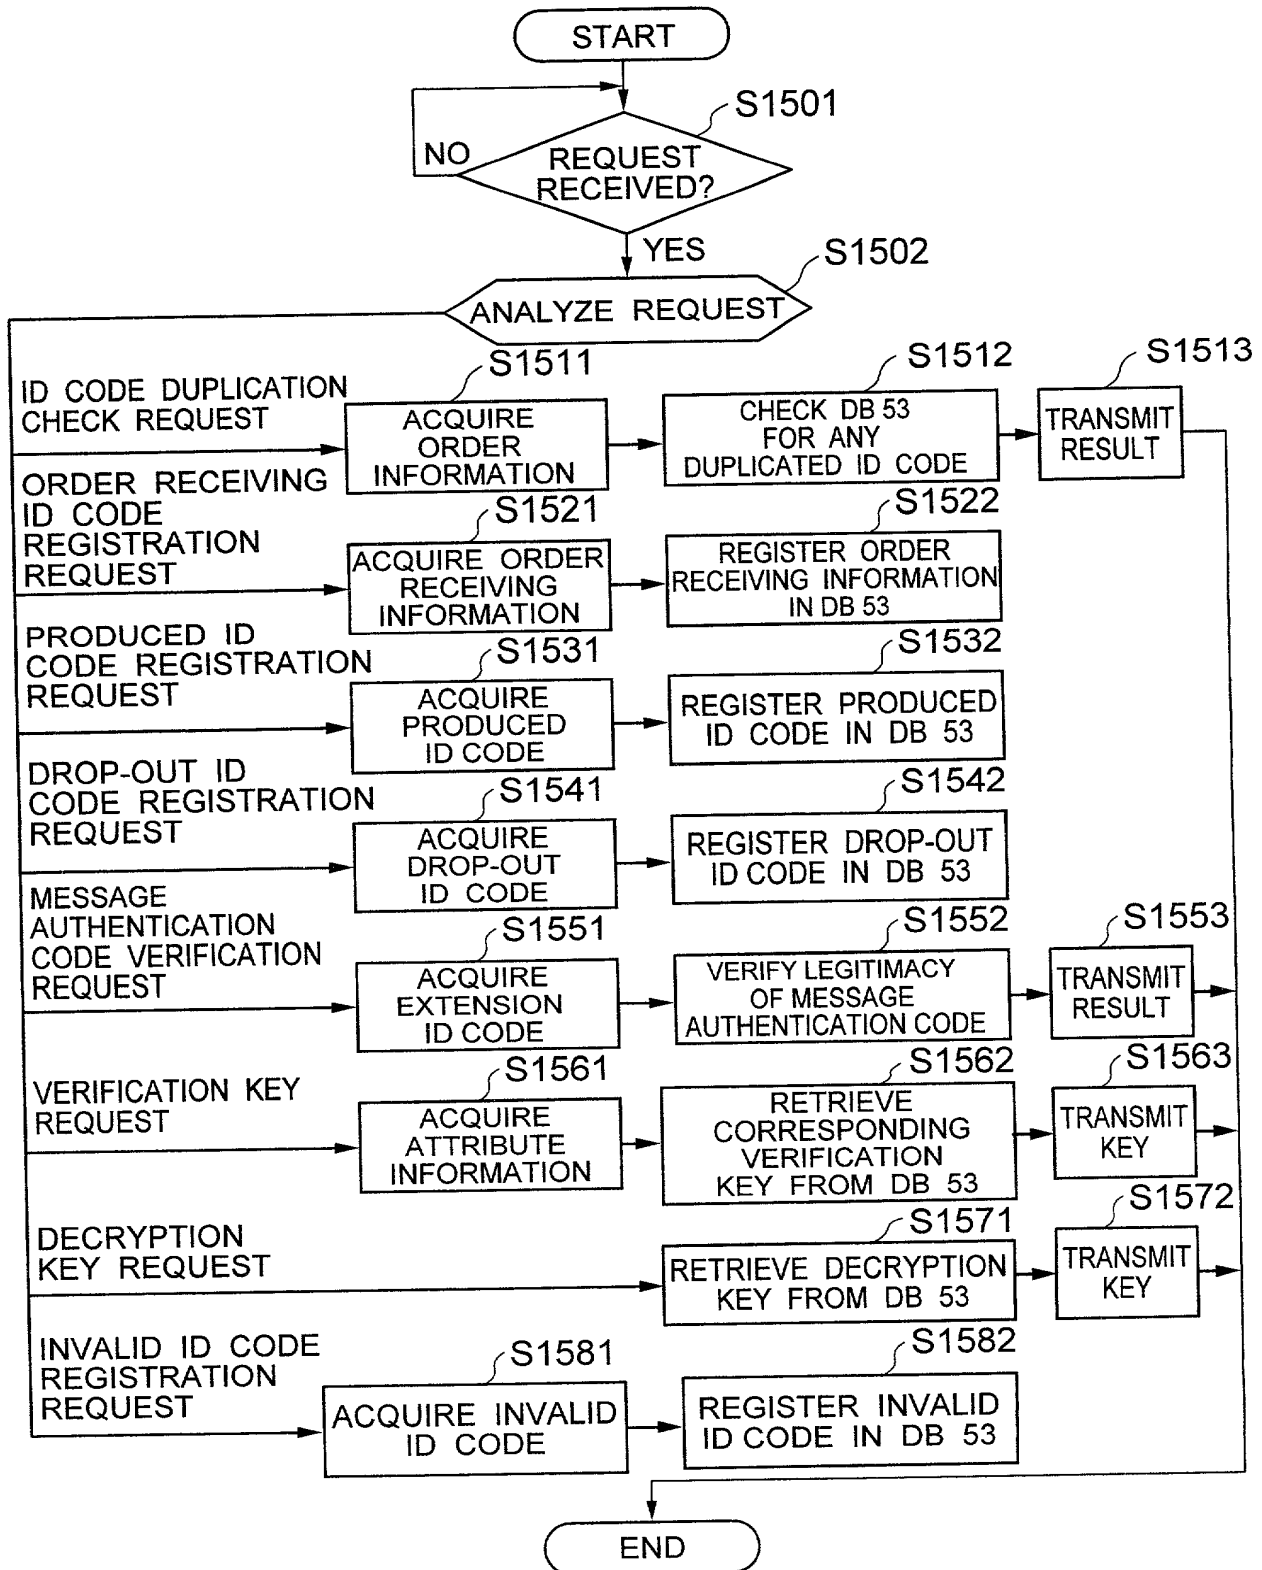 START
S1501
NO
REQUEST
RECEIVED?
YES
S1502
ANALYZE REQUEST
ID CODE DUPLICATION
CHECK REQUEST
S1511
ACQUIRE
ORDER
INFORMATION
S1512
CHECK DB 53
FOR ANY
DUPLICATED ID CODE
S1513
TRANSMIT
RESULT
ORDER RECEIVING
ID CODE
REGISTRATION
REQUEST
S1521
ACQUIRE ORDER
RECEIVING
INFORMATION
S1522
REGISTER ORDER
RECEIVING INFORMATION
IN DB 53
PRODUCED ID
CODE REGISTRATION
REQUEST
S1531
ACQUIRE
PRODUCED
ID CODE
S1532
REGISTER PRODUCED
ID CODE IN DB 53
DROP-OUT ID
CODE REGISTRATION
REQUEST
S1541
ACQUIRE
DROP-OUT
ID CODE
S1542
REGISTER DROP-OUT
ID CODE IN DB 53
MESSAGE
AUTHENTICATION
CODE VERIFICATION
REQUEST
S1551
ACQUIRE
EXTENSION
ID CODE
S1552
VERIFY LEGITIMACY
OF MESSAGE
AUTHENTICATION CODE
S1553
TRANSMIT
RESULT
VERIFICATION KEY
REQUEST
S1561
ACQUIRE
ATTRIBUTE
INFORMATION
S1562
RETRIEVE
CORRESPONDING
VERIFICATION
KEY FROM DB 53
S1563
TRANSMIT
KEY
DECRYPTION
KEY REQUEST
S1571
RETRIEVE DECRYPTION
KEY FROM DB 53
S1572
TRANSMIT
KEY
INVALID ID CODE
REGISTRATION
REQUEST
S1581
ACQUIRE INVALID
ID CODE
S1582
REGISTER INVALID
ID CODE IN DB 53
END